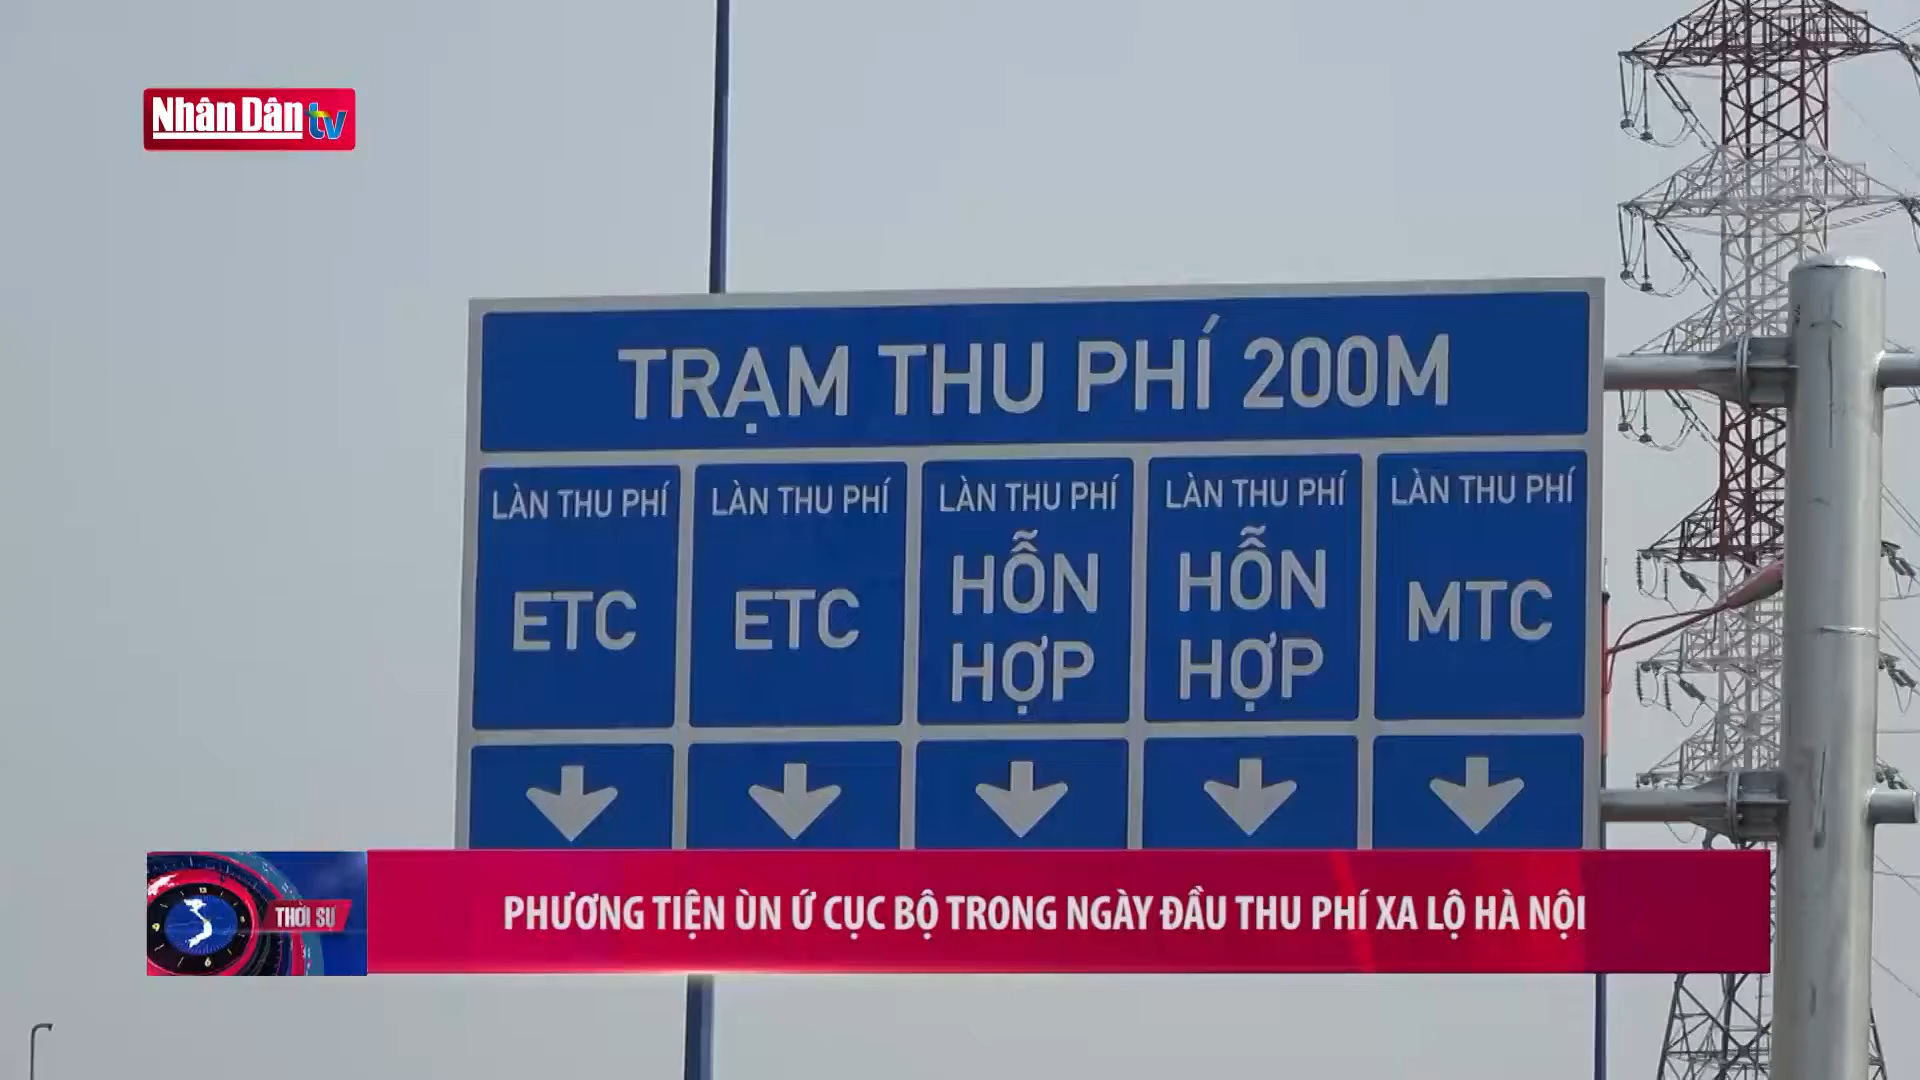 Nhân Dân tv
TRẠM THU PHÍ 200M
LÀN THU PHÍ
ETC
LÀN THU PHÍ
ETC
LÀN THU PHÍ
HỖN
HỢP
LÀN THU PHÍ
HỖN
HỢP
LÀN THU PHÍ
MTC
THỜI SỰ
PHƯƠNG TIỆN ÙN Ứ CỤC BỘ TRONG NGÀY ĐẦU THU PHÍ XA LỘ HÀ NỘI